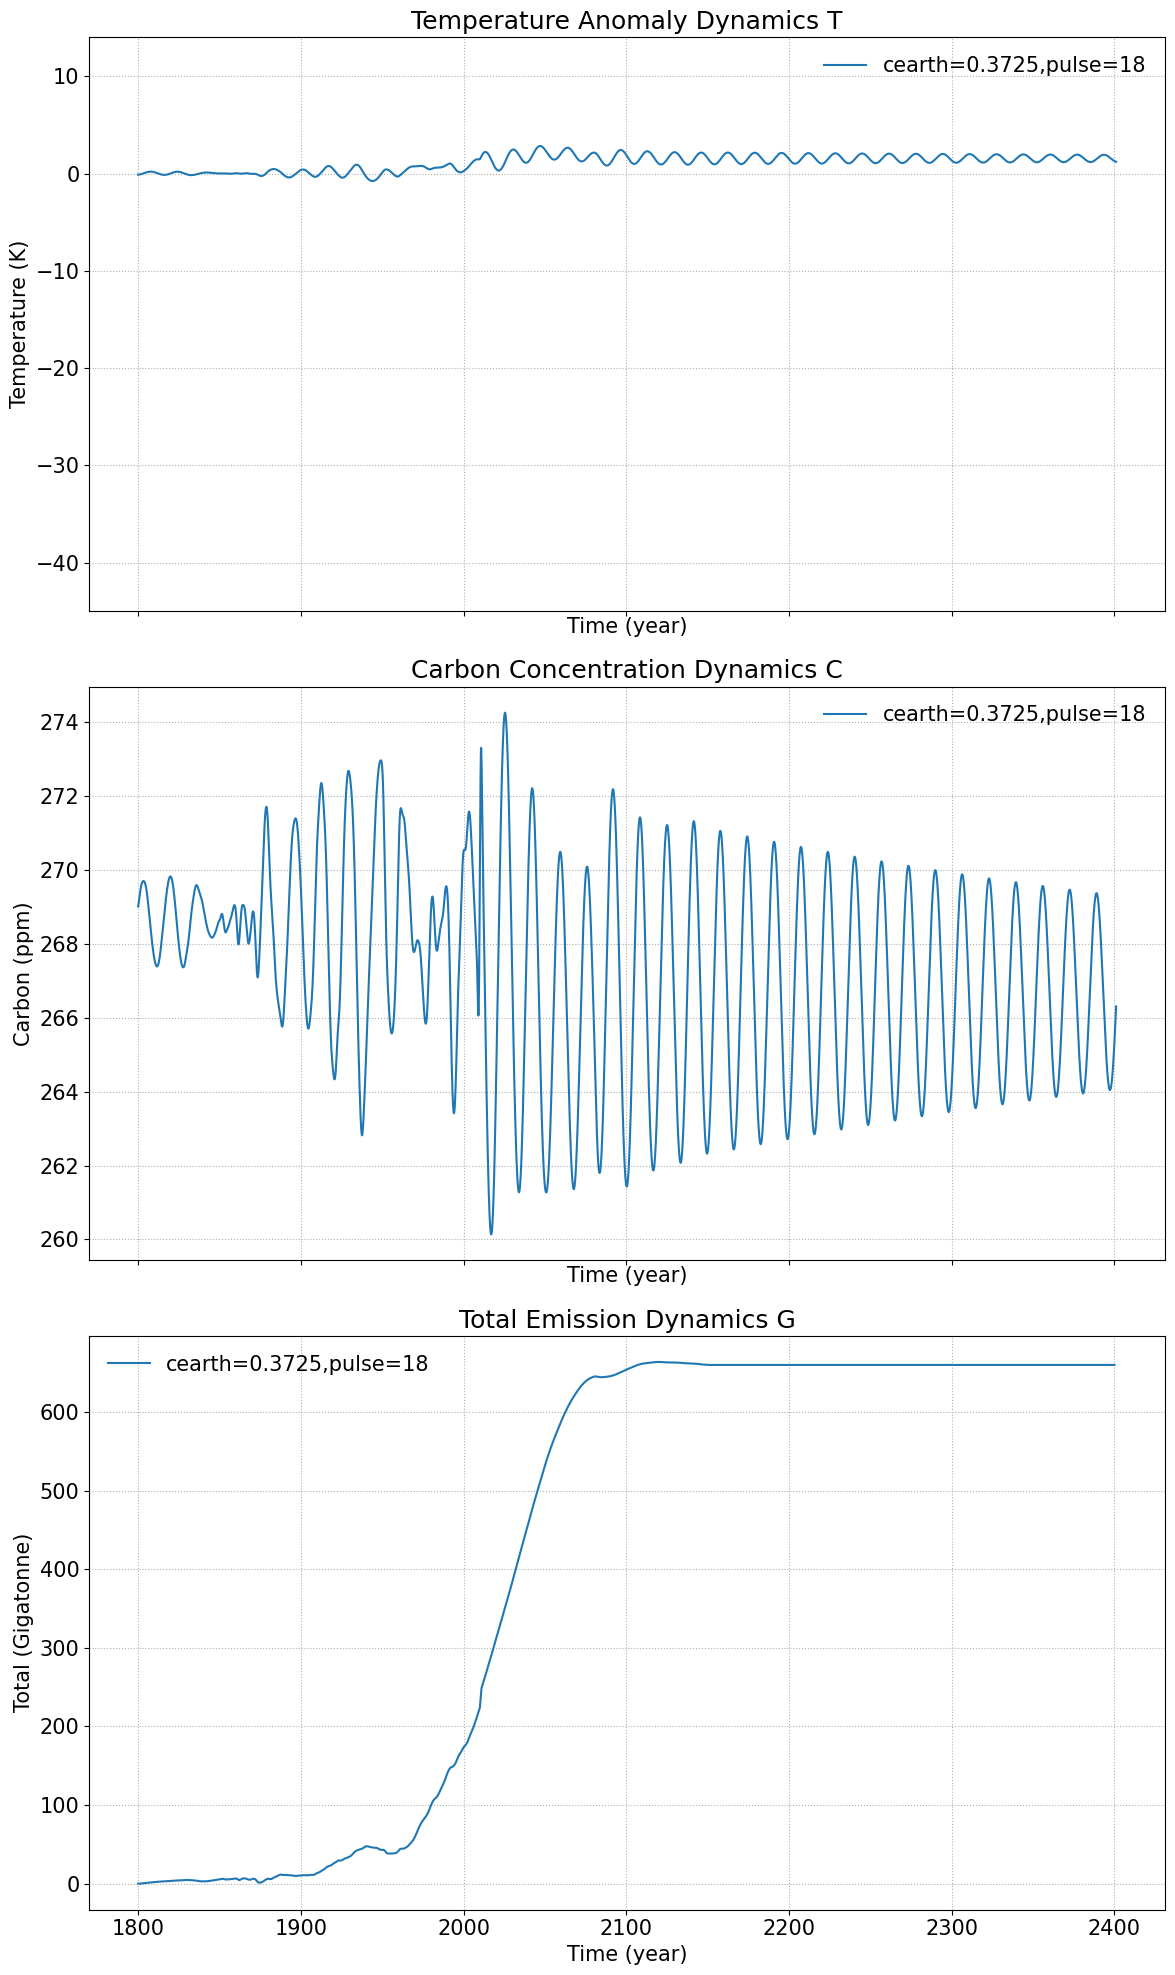 Temperature Anomaly Dynamics T
cearth=0.3725,pulse=18
10
0
−10
−20
−30
−40
Temperature (K)
Time (year)
Carbon Concentration Dynamics C
cearth=0.3725,pulse=18
274
272
270
268
266
264
262
260
Carbon (ppm)
Time (year)
Total Emission Dynamics G
cearth=0.3725,pulse=18
600
500
400
300
200
100
0
Total (Gigatonne)
1800 1900 2000 2100 2200 2300 2400
Time (year)